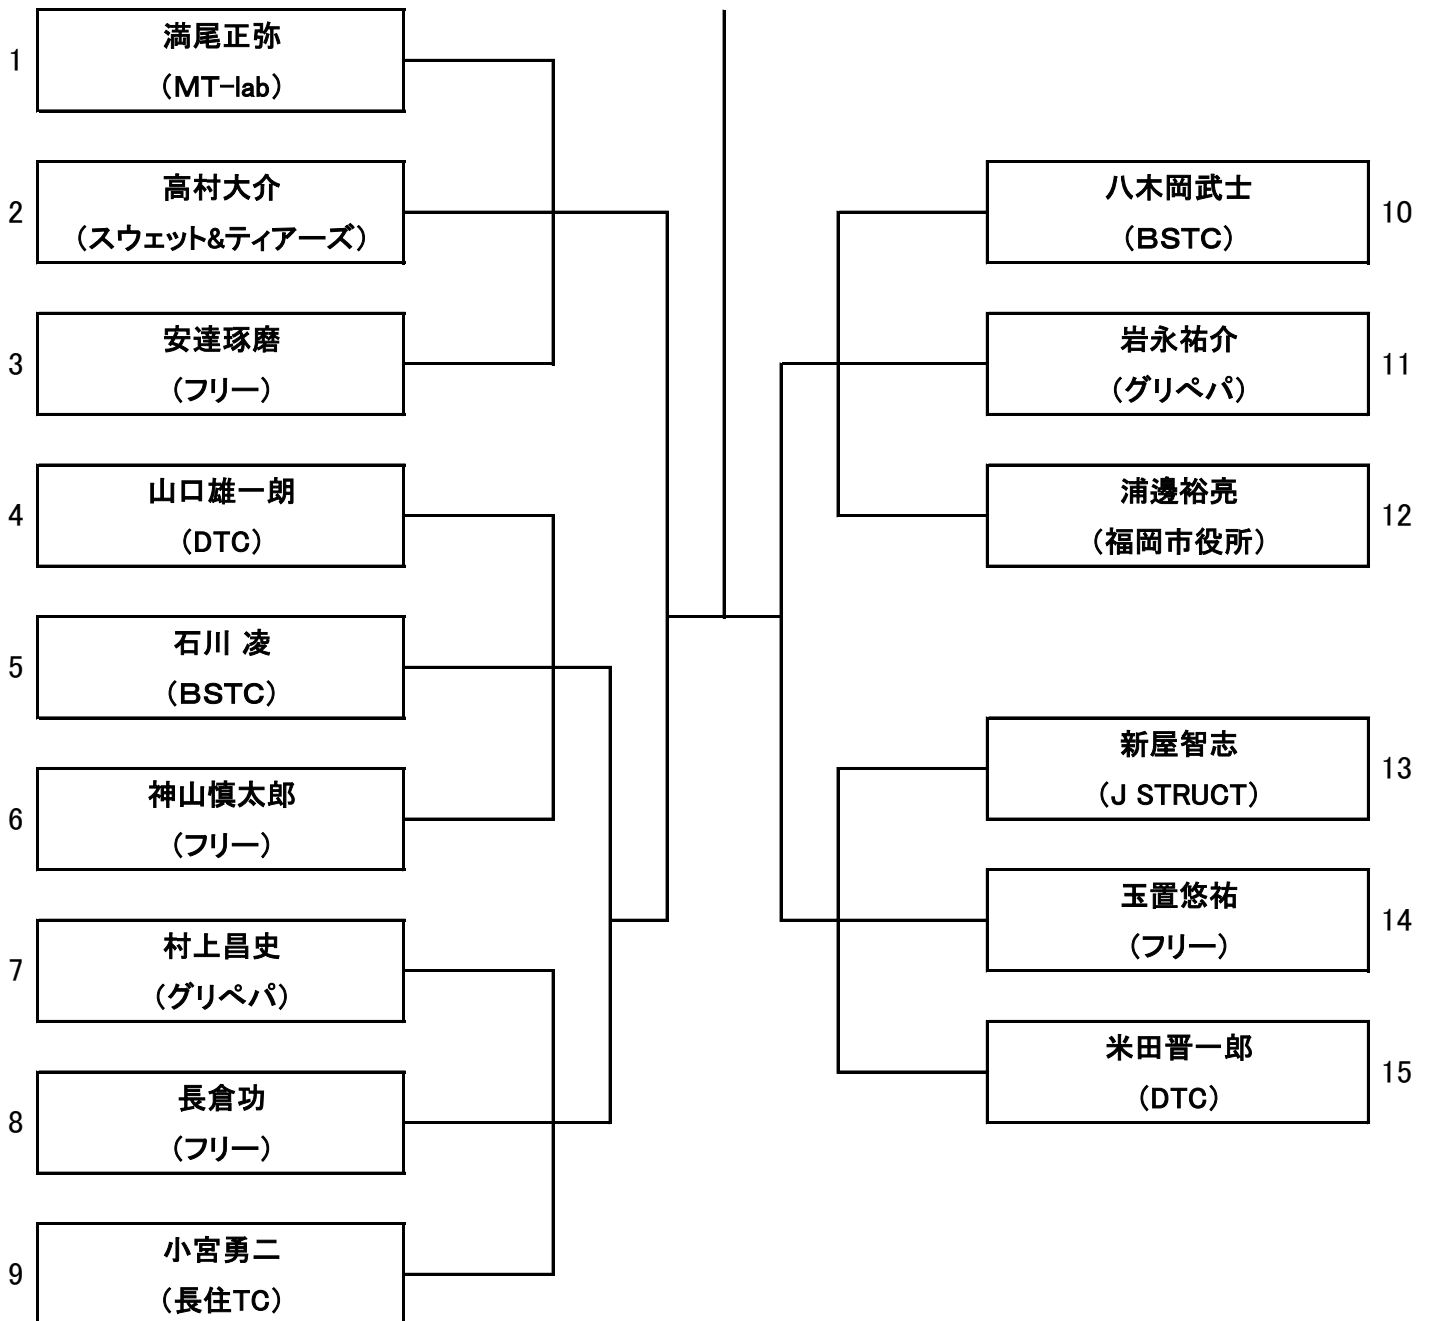 1
満尾正弥
（MT-lab）
2
高村大介
（スウェット&ティアーズ）
3
安達琢磨
（フリー）
4
山口雄一朗
（DTC）
5
石川 凌
（BSTC）
6
神山慎太郎
（フリー）
7
村上昌史
（グリペパ）
8
長倉功
（フリー）
9
小宮勇二
（長住TC）
八木岡武士
（BSTC）
10
岩永祐介
（グリペパ）
11
浦邊裕亮
（福岡市役所）
12
新屋智志
（J STRUCT）
13
玉置悠祐
（フリー）
14
米田晋一郎
（DTC）
15